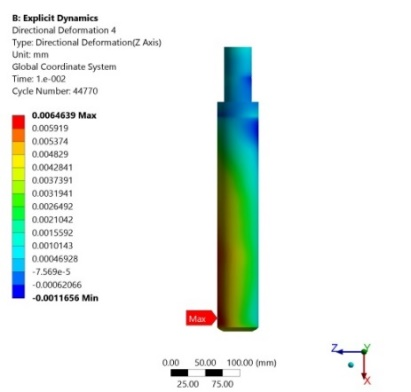 B: Explicit Dynamics
Directional Deformation 4
Type: Directional Deformation(Z Axis)
Unit: mm
Global Coordinate System
Time: 1.e-002
Cycle Number: 44770
0.0064639 Max
0.005919
0.005374
0.004829
0.0042841
0.0037391
0.0031941
0.0026492
0.0021042
0.0015592
0.0010143
0.00046928
-7.569e-5
-0.00062066
-0.0011656 Min
Max
0.00 50.00 100.00 (mm)
25.00 75.00
Z Y
X